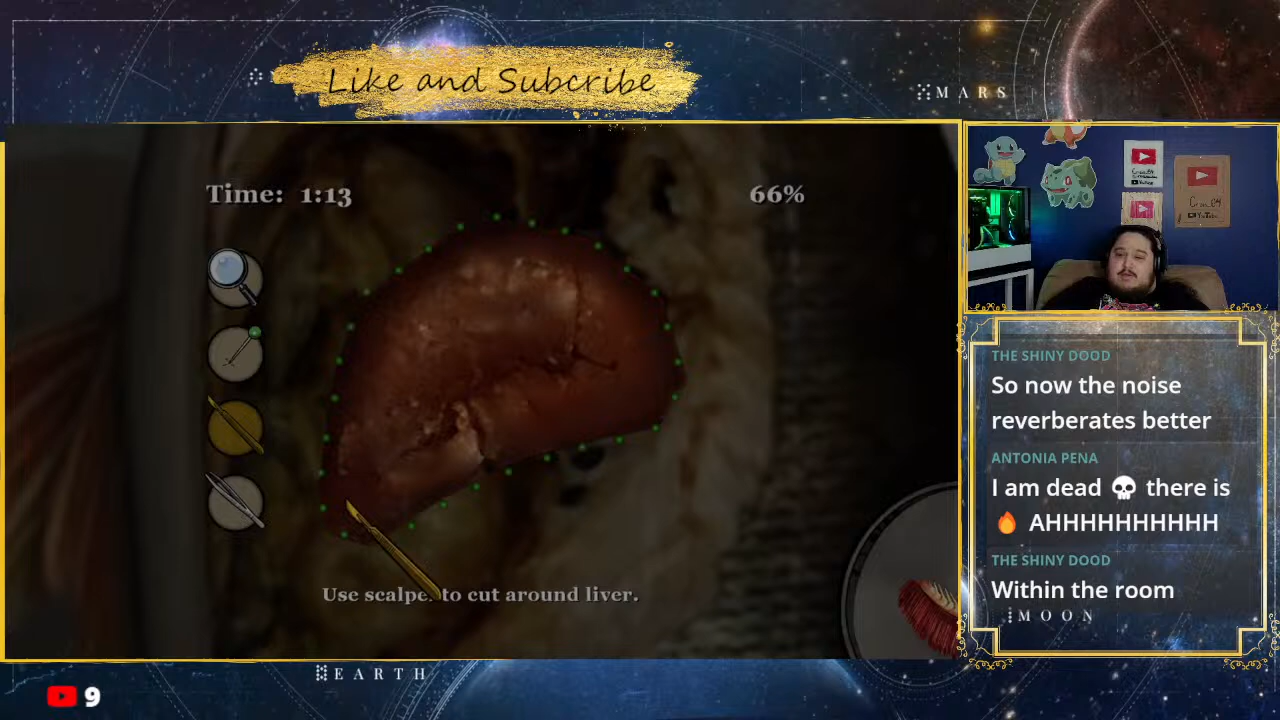 Like and Subcribe
MARS
Time: 1:13
66%
THE SHINY DOOD
So now the noise
reverberates better
ANTONIA PENA
I am dead 💀 there is
🔥 AHHHHHHHHHH
THE SHINY DOOD
Within the room
MOON
Use scalpel to cut around liver.
EARTH
9